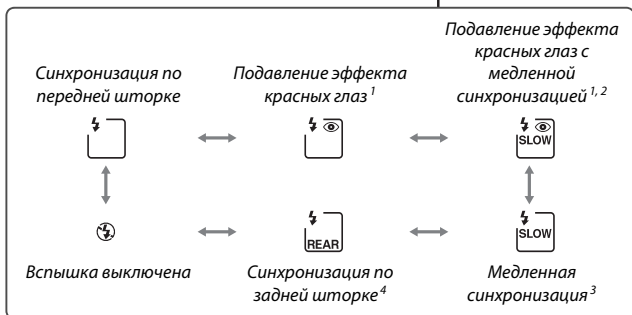 Синхронизация по
передней шторке
Подавление эффекта
красных глаз 1
Подавление эффекта
красных глаз с
медленной
синхронизацией 1, 2
SLOW
REAR
SLOW
Вспышка выключена
Синхронизация по
задней шторке 4
Медленная
синхронизация 3